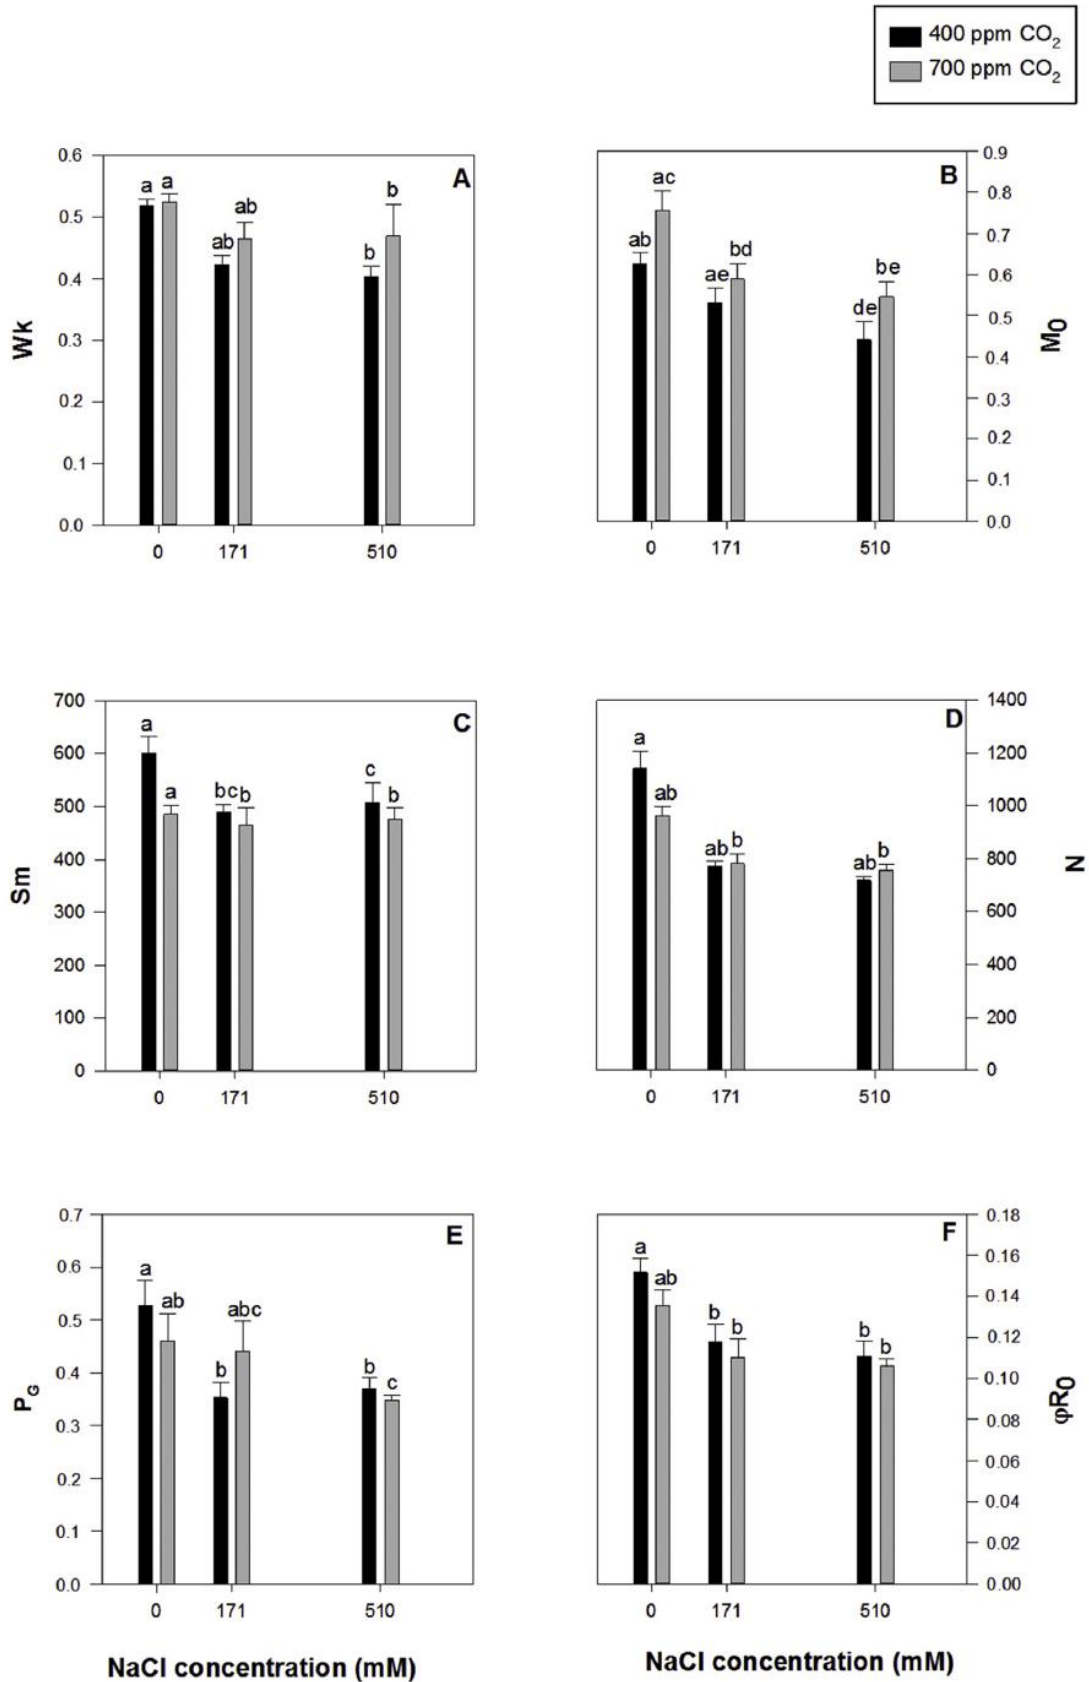 400 ppm CO2
700 ppm CO2
A
0.6
0.5
0.4
0.3
0.2
0.1
0.0
Wk
a a
ab ab
b b
0 171 510
B
0.9
0.8
0.7
0.6
0.5
0.4
0.3
0.2
0.1
0.0
M0
ab ac
ae bd
de be
0 171 510
C
700
600
500
400
300
200
100
0
Sm
a a
bc b
c b
0 171 510
D
1400
1200
1000
800
600
400
200
0
N
a ab
ab b
ab b
0 171 510
E
0.7
0.6
0.5
0.4
0.3
0.2
0.1
0.0
PG
a ab
b abc
b c
0 171 510
NaCl concentration (mM)
F
0.18
0.16
0.14
0.12
0.10
0.08
0.06
0.04
0.02
0.00
φR0
a ab
b b
b b
0 171 510
NaCl concentration (mM)